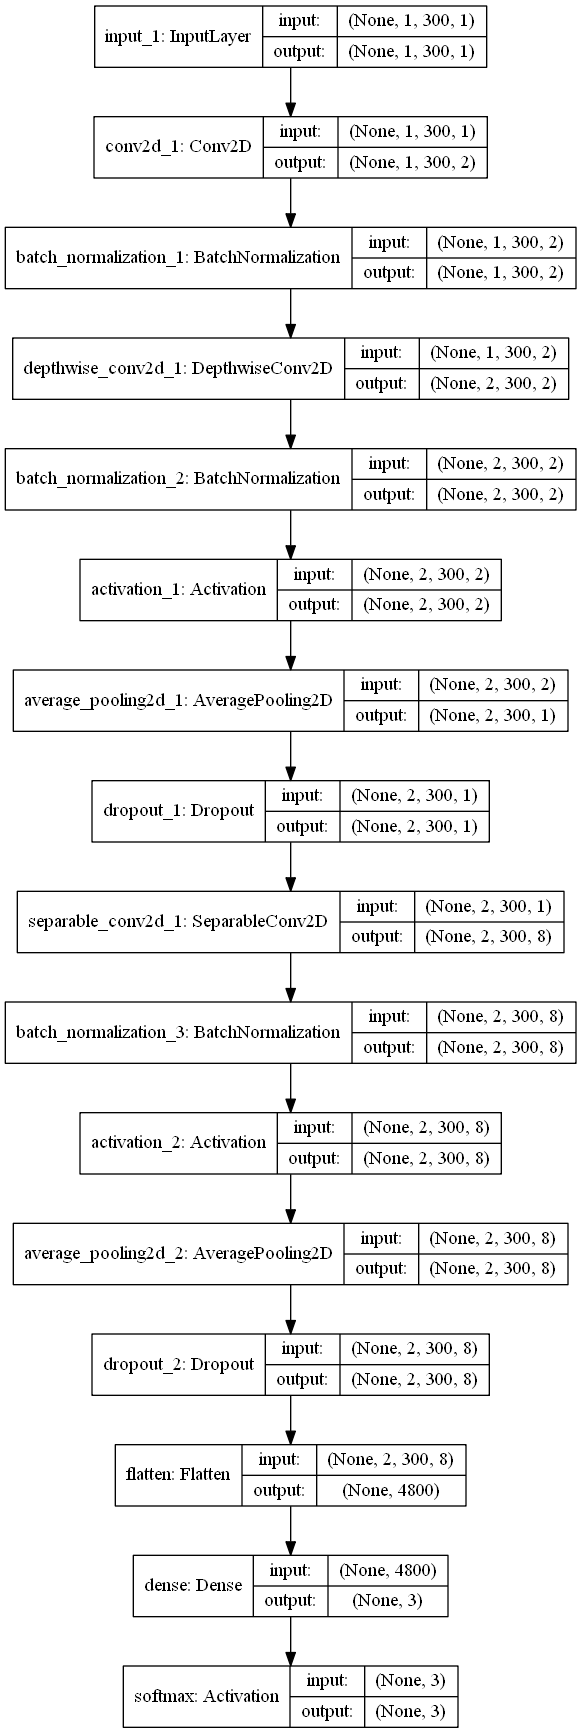 input_1: InputLayer
input: (None, 1, 300, 1)
output: (None, 1, 300, 1)
conv2d_1: Conv2D
input: (None, 1, 300, 1)
output: (None, 1, 300, 2)
batch_normalization_1: BatchNormalization
input: (None, 1, 300, 2)
output: (None, 1, 300, 2)
depthwise_conv2d_1: DepthwiseConv2D
input: (None, 1, 300, 2)
output: (None, 2, 300, 2)
batch_normalization_2: BatchNormalization
input: (None, 2, 300, 2)
output: (None, 2, 300, 2)
activation_1: Activation
input: (None, 2, 300, 2)
output: (None, 2, 300, 2)
average_pooling2d_1: AveragePooling2D
input: (None, 2, 300, 2)
output: (None, 2, 300, 1)
dropout_1: Dropout
input: (None, 2, 300, 1)
output: (None, 2, 300, 1)
separable_conv2d_1: SeparableConv2D
input: (None, 2, 300, 1)
output: (None, 2, 300, 8)
batch_normalization_3: BatchNormalization
input: (None, 2, 300, 8)
output: (None, 2, 300, 8)
activation_2: Activation
input: (None, 2, 300, 8)
output: (None, 2, 300, 8)
average_pooling2d_2: AveragePooling2D
input: (None, 2, 300, 8)
output: (None, 2, 300, 8)
dropout_2: Dropout
input: (None, 2, 300, 8)
output: (None, 2, 300, 8)
flatten: Flatten
input: (None, 2, 300, 8)
output: (None, 4800)
dense: Dense
input: (None, 4800)
output: (None, 3)
softmax: Activation
input: (None, 3)
output: (None, 3)